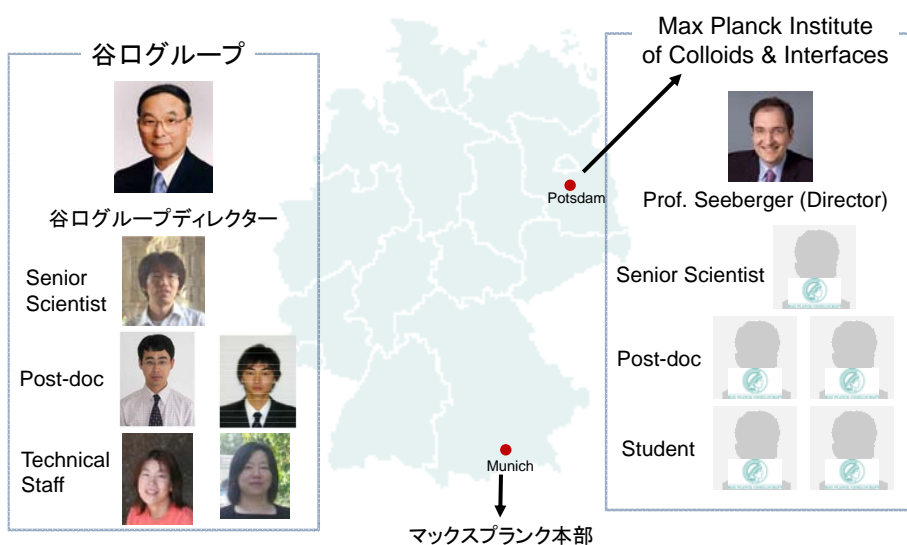 谷口グループ
谷口グループディレクター
Senior
Scientist
Post-doc
Technical
Staff
Potsdam
Munich
マックスプランク本部
Max Planck Institute
of Colloids & Interfaces
Prof. Seeberger (Director)
Senior Scientist
Post-doc
Student